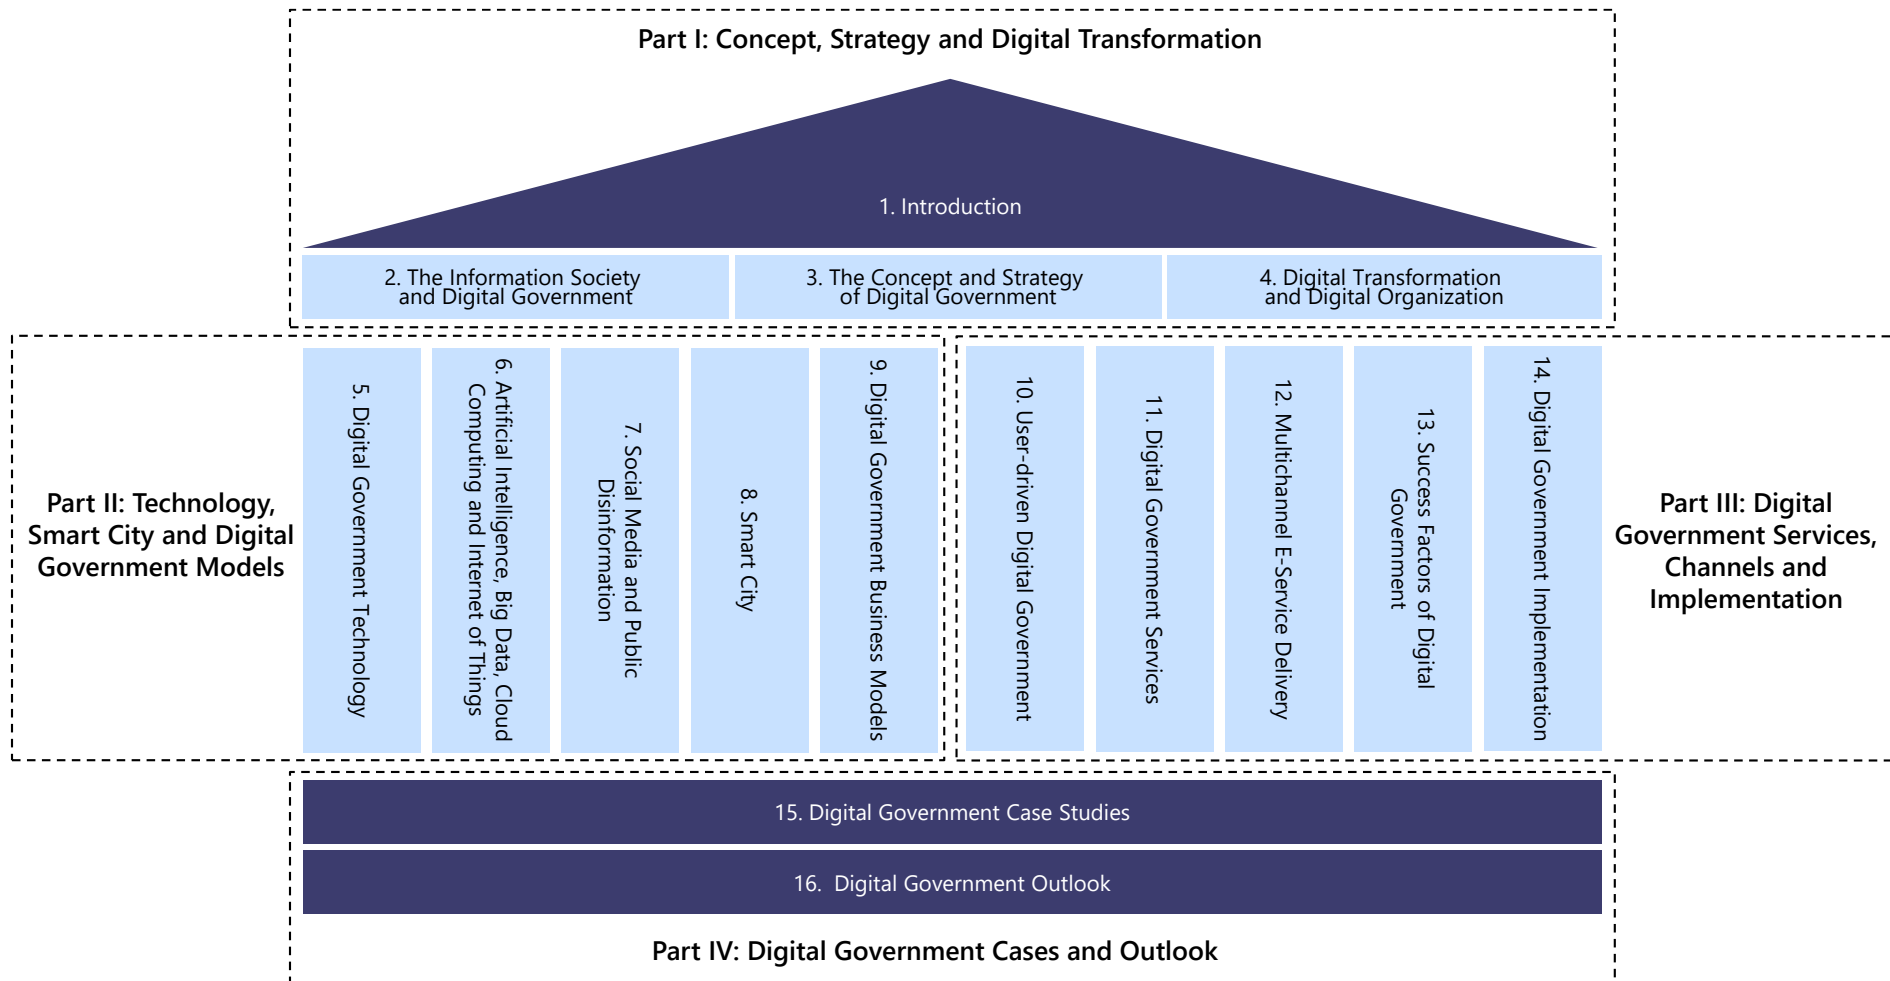 Part I: Concept, Strategy and Digital Transformation
1. Introduction
2. The Information Society
and Digital Government
3. The Concept and Strategy
of Digital Government
4. Digital Transformation
and Digital Organization
Part II: Technology,
Smart City and Digital
Government Models
5. Digital Government Technology
6. Artificial Intelligence, Big Data, Cloud
Computing and Internet of Things
7. Social Media and Public
Disinformation
8. Smart City
9. Digital Government Business Models
10. User-driven Digital Government
11. Digital Government Services
12. Multichannel E-Service Delivery
13. Success Factors of Digital
Government
14. Digital Government Implementation
Part III: Digital
Government Services,
Channels and
Implementation
15. Digital Government Case Studies
16. Digital Government Outlook
Part IV: Digital Government Cases and Outlook